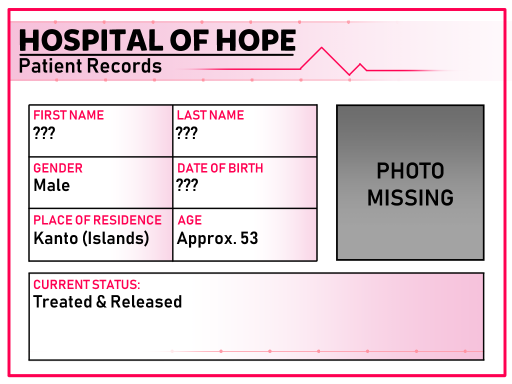 HOSPITAL OF HOPE
Patient Records
FIRST NAME
???
LAST NAME
???
GENDER
Male
DATE OF BIRTH
???
PLACE OF RESIDENCE
Kanto (Islands)
AGE
Approx. 53
PHOTO
MISSING
CURRENT STATUS:
Treated & Released